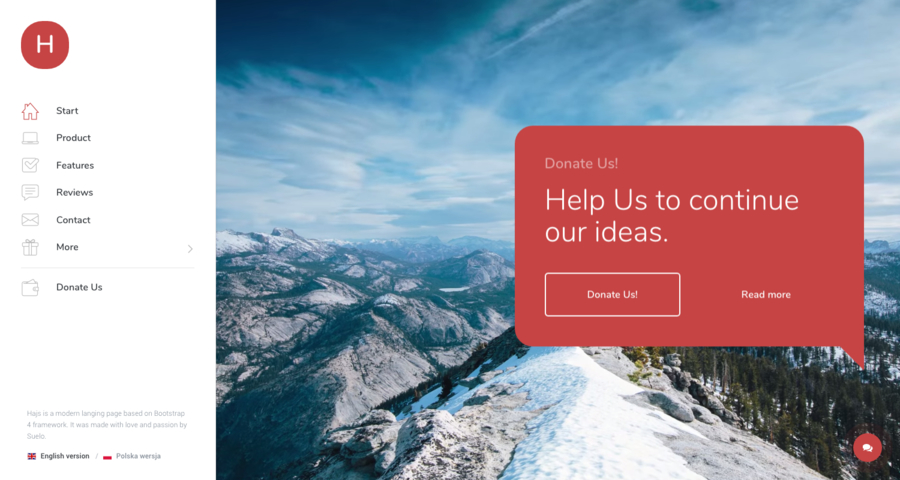 H
Start
Product
Features
Reviews
Contact
More
Donate Us
Hajs is a modern langing page based on Bootstrap
4 framework. It was made with love and passion by
Suelo.
English version / Polska wersja
Donate Us!
Help Us to continue
our ideas.
Donate Us!
Read more